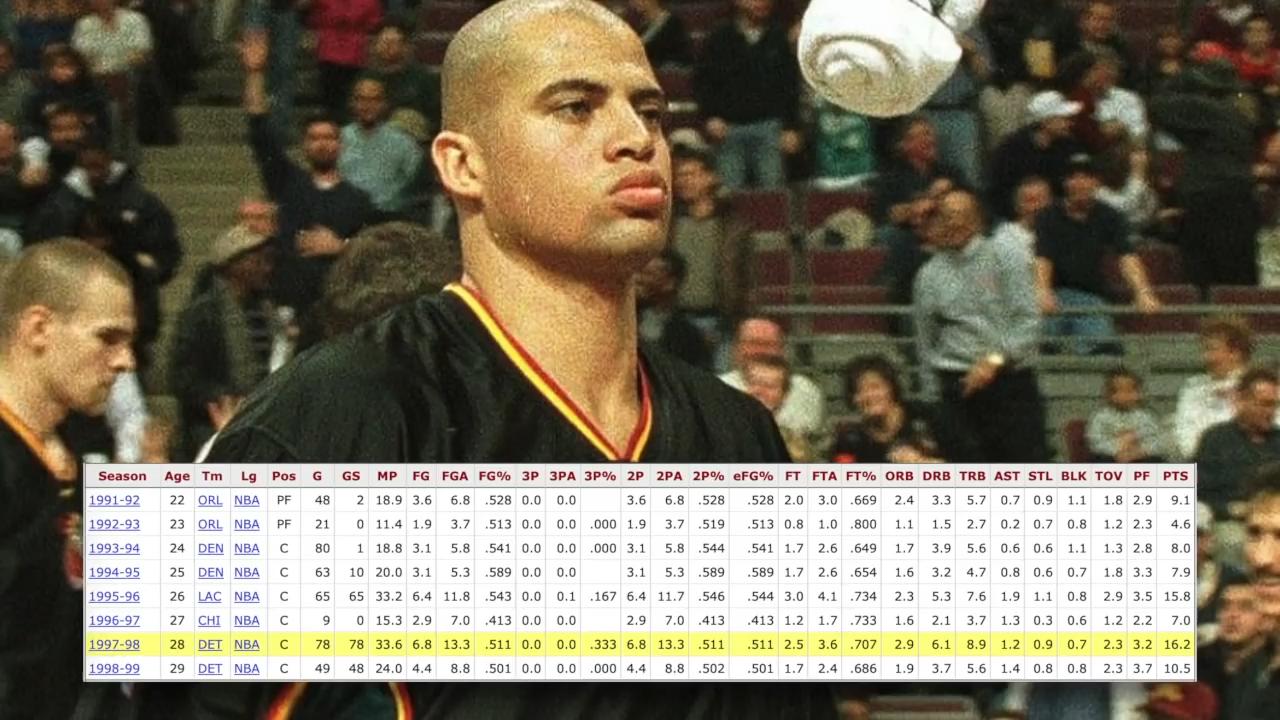 Season Age Tm Lg Pos G GS MP FG FGA FG% 3P 3PA 3P% 2P 2PA 2P% eFG% FT FTA FT% ORB DRB TRB AST STL BLK TOV PF PTS
1991-92 22 ORL NBA PF 48 2 18.9 3.6 6.8 .528 0.0 0.0 3.6 6.8 .528 .528 2.0 3.0 .669 2.4 3.3 5.7 0.7 0.9 1.1 1.8 2.9 9.1
1992-93 23 ORL NBA PF 21 0 11.4 1.9 3.7 .513 0.0 0.0 .000 1.9 3.7 .519 .513 0.8 1.0 .800 1.1 1.5 2.7 0.2 0.7 0.8 1.2 2.3 4.6
1993-94 24 DEN NBA C 80 1 18.8 3.1 5.8 .541 0.0 0.0 .000 3.1 5.8 .544 .541 1.7 2.6 .649 1.7 3.9 5.6 0.6 0.6 1.1 1.3 2.8 8.0
1994-95 25 DEN NBA C 63 10 20.0 3.1 5.3 .589 0.0 0.0 3.1 5.3 .589 .589 1.7 2.6 .654 1.6 3.2 4.7 0.8 0.6 0.7 1.8 3.3 7.9
1995-96 26 LAC NBA C 65 65 33.2 6.4 11.8 .543 0.0 0.1 .167 6.4 11.7 .546 .544 3.0 4.1 .734 2.3 5.3 7.6 1.9 1.1 0.8 2.9 3.5 15.8
1996-97 27 CHI NBA C 9 0 15.3 2.9 7.0 .413 0.0 0.0 2.9 7.0 .413 .413 1.2 1.7 .733 1.6 2.1 3.7 1.3 0.3 0.6 1.2 2.2 7.0
1997-98 28 DET NBA C 78 78 33.6 6.8 13.3 .511 0.0 0.0 .333 6.8 13.3 .511 .511 2.5 3.6 .707 2.9 6.1 8.9 1.2 0.9 0.7 2.3 3.2 16.2
1998-99 29 DET NBA C 49 48 24.0 4.4 8.8 .501 0.0 0.0 .000 4.4 8.8 .502 .501 1.7 2.4 .686 1.9 3.7 5.6 1.4 0.8 0.8 2.3 3.7 10.5